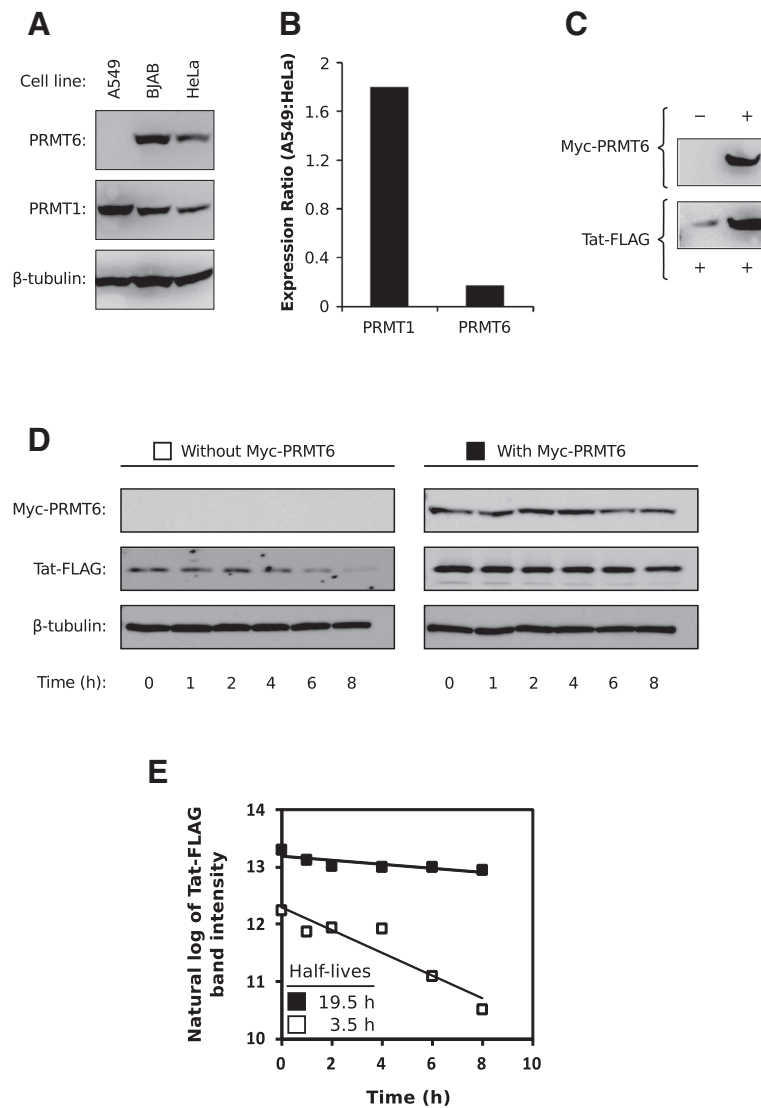 A
Cell line:
A549
BJAB
HeLa
PRMT6:
PRMT1:
β-tubulin:
B
Expression Ratio (A549:HeLa)
2
1.6
1.2
0.8
0.4
0
PRMT1 PRMT6
C
− +
Myc-PRMT6
Tat-FLAG
+ +
D
Without Myc-PRMT6
With Myc-PRMT6
Myc-PRMT6:
Tat-FLAG:
β-tubulin:
Time (h): 0 1 2 4 6 8 0 1 2 4 6 8
E
Natural log of Tat-FLAG
band intensity
14
13
12
11
10
Half-lives
19.5 h
3.5 h
0 2 4 6 8 10
Time (h)